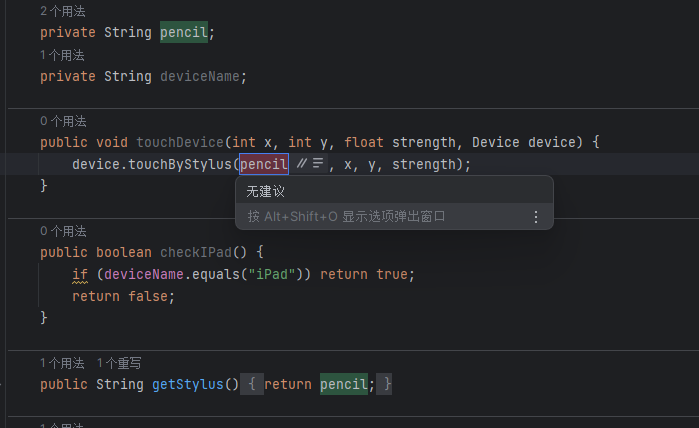 2 个用法
private String pencil;
1 个用法
private String deviceName;
0 个用法
public void touchDevice(int x, int y, float strength, Device device) {
device.touchByStylus(pencil, x, y, strength);
}
无建议
按 Alt+Shift+O 显示选项弹出窗口
0 个用法
public boolean checkIPad() {
if (deviceName.equals("iPad")) return true;
return false;
}
1 个用法 1 个重写
public String getStylus() { return pencil; }
1 个用法